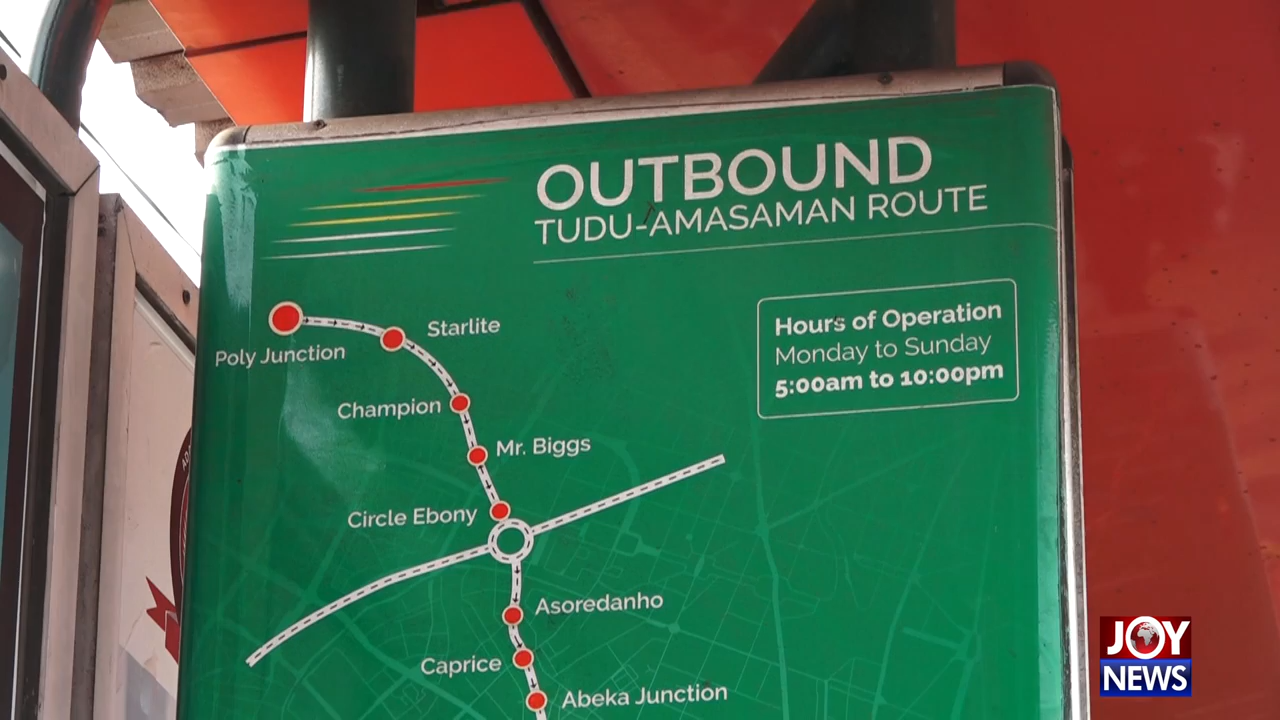 OUTBOUND
TUDU-AMASAMAN ROUTE
Hours of Operation
Monday to Sunday
5:00am to 10:00pm
Poly Junction
Starlite
Champion
Mr. Biggs
Circle Ebony
Asoredanho
Caprice
Abeka Junction
JOY
NEWS